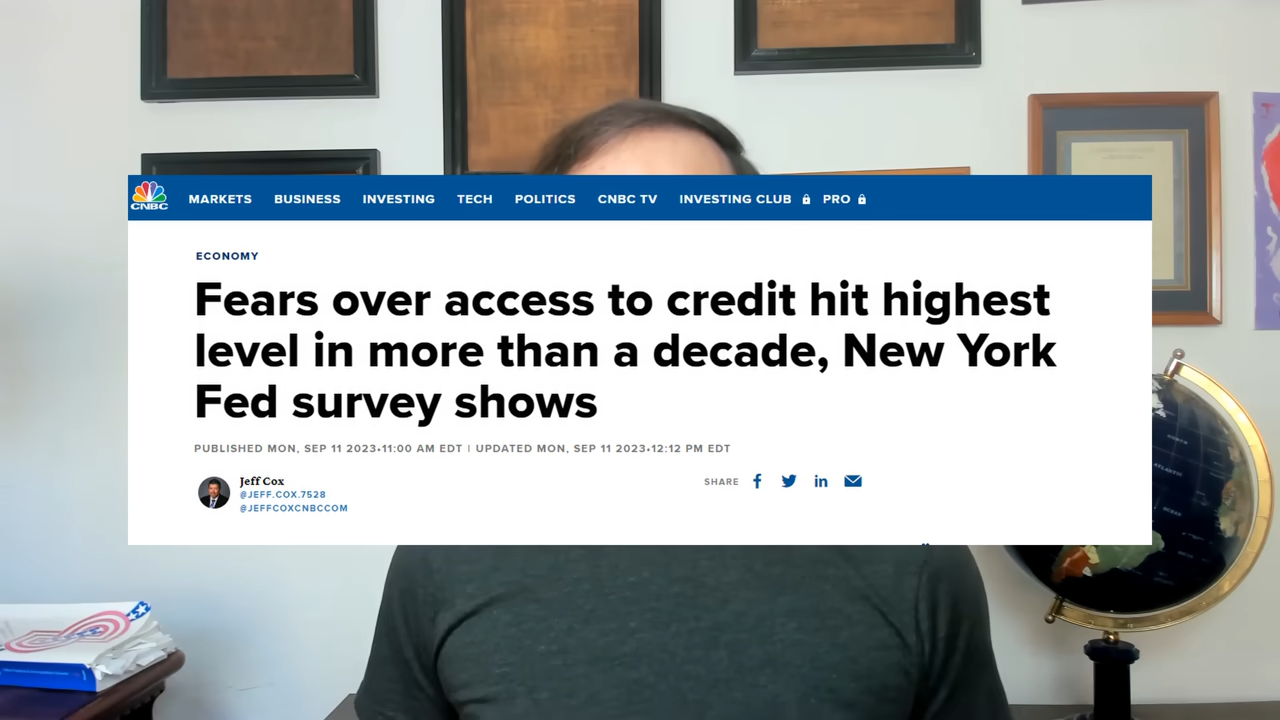 CNBC
MARKETS BUSINESS INVESTING TECH POLITICS CNBC TV INVESTING CLUB PRO
ECONOMY
Fears over access to credit hit highest
level in more than a decade, New York
Fed survey shows
PUBLISHED MON, SEP 11 2023•11:00 AM EDT | UPDATED MON, SEP 11 2023•12:12 PM EDT
Jeff Cox
@JEFF.COX.7528
@JEFFCOXCNBCCOM
SHARE
ATLANTIC